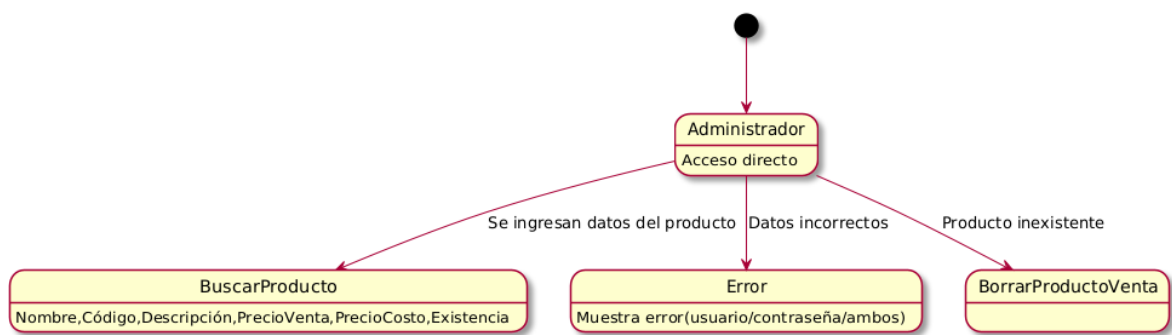 Administrador
Acceso directo
Se ingresan datos del producto
Datos incorrectos
Producto inexistente
BuscarProducto
Nombre,Código,Descripción,PrecioVenta,PrecioCosto,Existencia
Error
Muestra error(usuario/contraseña/ambos)
BorrarProductoVenta